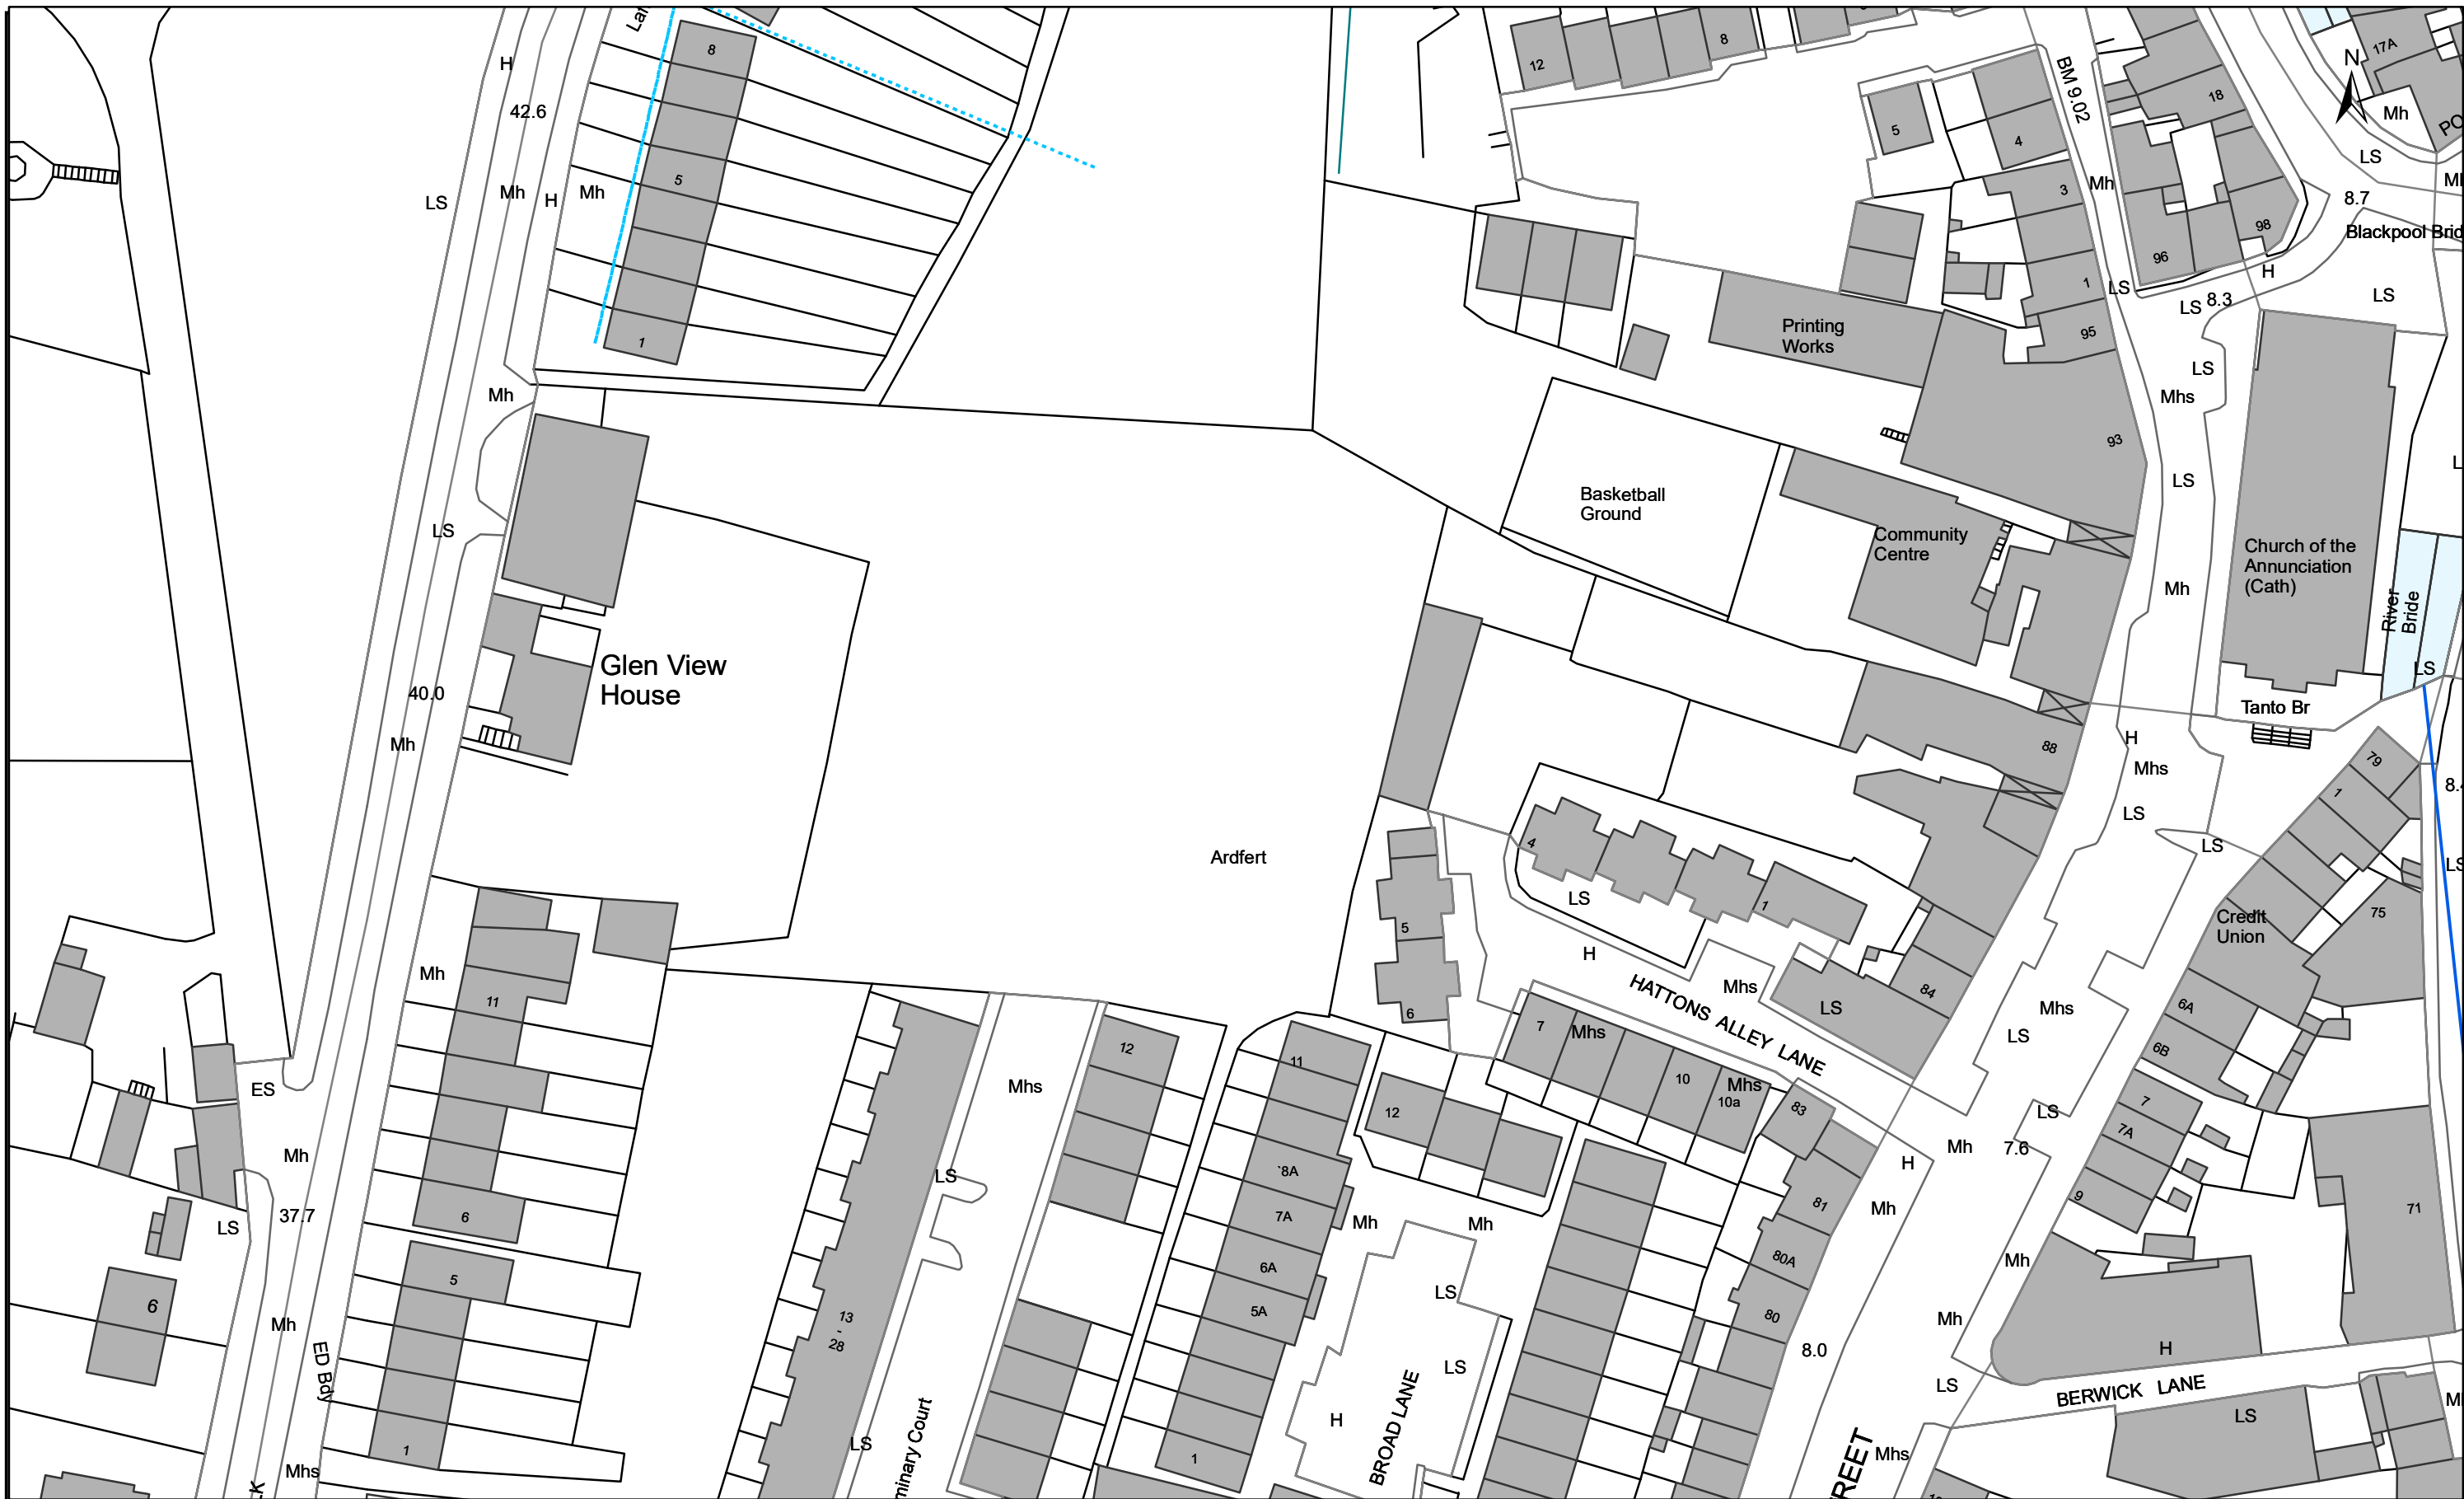 8
12
8
17A
N
H
42.6
BM 9.02
18
Mh
5
4
LS
5
Mh
H
Mh
LS
3
Mh
8.7
98
Blackpool Brid
96
H
1
LS
LS
8.3
LS
Printing
Works
95
1
LS
Mh
Mhs
93
Basketball
Ground
LS
LS
Community
Centre
Church of the
Annunciation
(Cath)
Mh
River
Bride
Glen View
House
LS
40.0
Tanto Br
Mh
88
H
Mhs
79
1
LS
4
LS
Ardfert
LS
1
5
Credit
Union
75
H
Mh
HATTONS ALLEY LANE
Mhs
84
LS
11
6
7
Mhs
LS
Mhs
6A
12
11
6B
ES
Mhs
10
Mhs
10a
12
83
LS
7
7A
Mh
Mh
7.6
H
LS
`8A
9
81
LS
37.7
6
7A
Mh
Mh
Mh
71
6A
80A
Mh
5
LS
5A
80
6
13
-
28
Mh
Mh
8.0
H
ED Bdy
LS
LS
BERWICK LANE
BROAD LANE
H
LS
1
LS
1
Mhs
minary Court
REET
Mhs